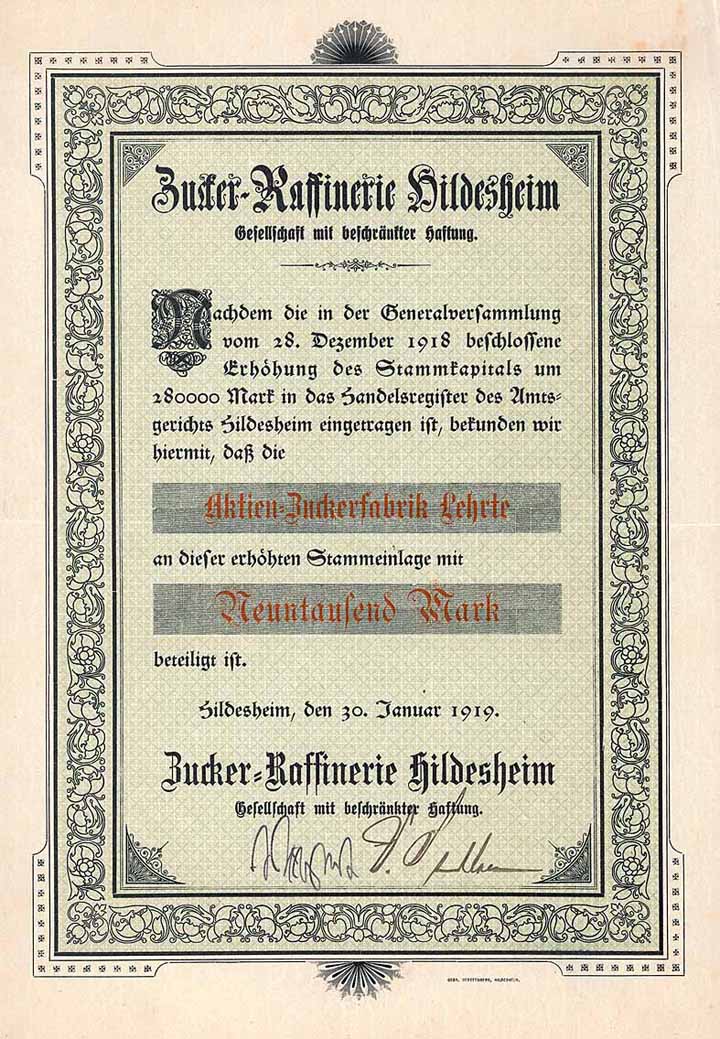 Zucker-Raffinerie Hildesheim
Gesellschaft mit beschränkter Haftung.
Nachdem die in der Generalversammlung
vom 28. Dezember 1918 beschlossene
Erhöhung des Stammkapitals um
280000 Mark in das Handelsregister des Amts-
gerichts Hildesheim eingetragen ist, bekunden wir
hiermit, daß die
Aktien-Zuckerfabrik Lehrte
an dieser erhöhten Stammeinlage mit
Neuntausend Mark
beteiligt ist.
Hildesheim, den 30. Januar 1919.
Zucker-Raffinerie Hildesheim
Gesellschaft mit beschränkter Haftung.
GEBR. GERSTENBERG, HILDESHEIM.